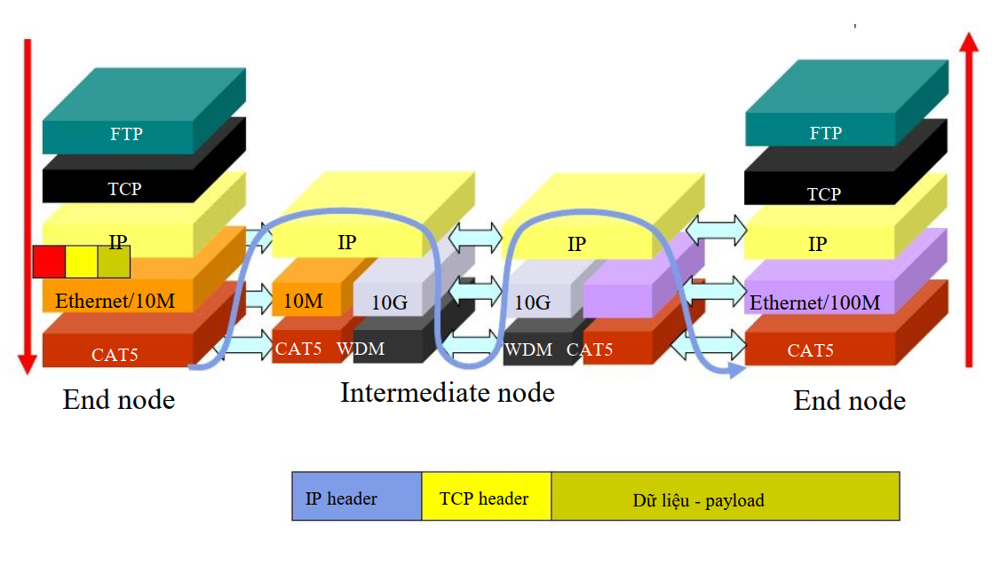 FTP
TCP
IP
Ethernet/10M
CAT5
End node
IP
10M
10G
CAT5
WDM
IP
10G
WDM
CAT5
Intermediate node
FTP
TCP
IP
Ethernet/100M
CAT5
End node
IP header
TCP header
Dữ liệu - payload